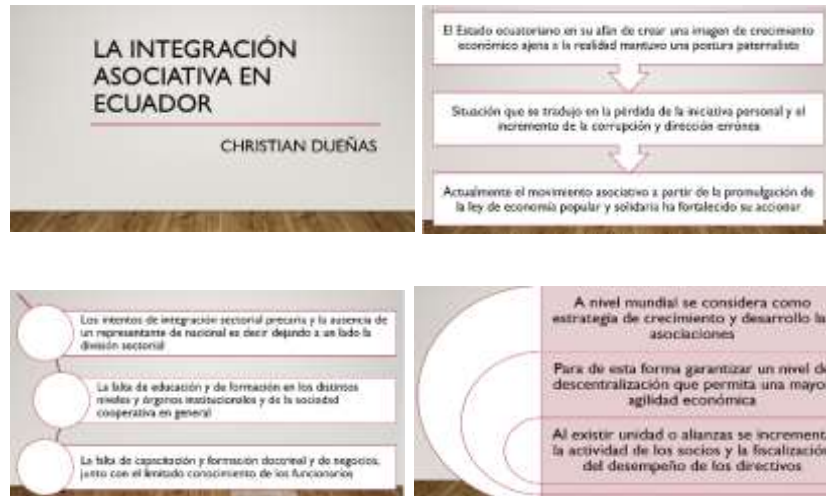 LA INTEGRACIÓN
ASOCIATIVA EN
ECUADOR
CHRISTIAN DUEÑAS
El Estado ecuatoriano en su afán de crear una imagen de crecimiento
económico ajena a la realidad mantuvo una postura paternalista
Situación que se tradujo en la pérdida de la iniciativa personal y el
incremento de la corrupción y dirección errónea
Actualmente el movimiento asociativo a partir de la promulgación de
la ley de economía popular y solidaria ha fortalecido su accionar
Los intentos de integración sectorial precaria y la ausencia de
un representante de nacional es decir dejando a un lado la
división sectorial
La falta de educación y de formación en los distintos
niveles y órganos institucionales y de la sociedad
cooperativa en general
La falta de capacitación y formación doctrinal y de negocios,
junto con el limitado conocimiento de los funcionarios
A nivel mundial se considera como
estrategia de crecimiento y desarrollo la
asociaciones
Para de esta forma garantizar un nivel de
descentralización que permita una mayo
agilidad económica
Al existir unidad o alianzas se increment
la actividad de los socios y la fiscalización
del desempeño de los directivos